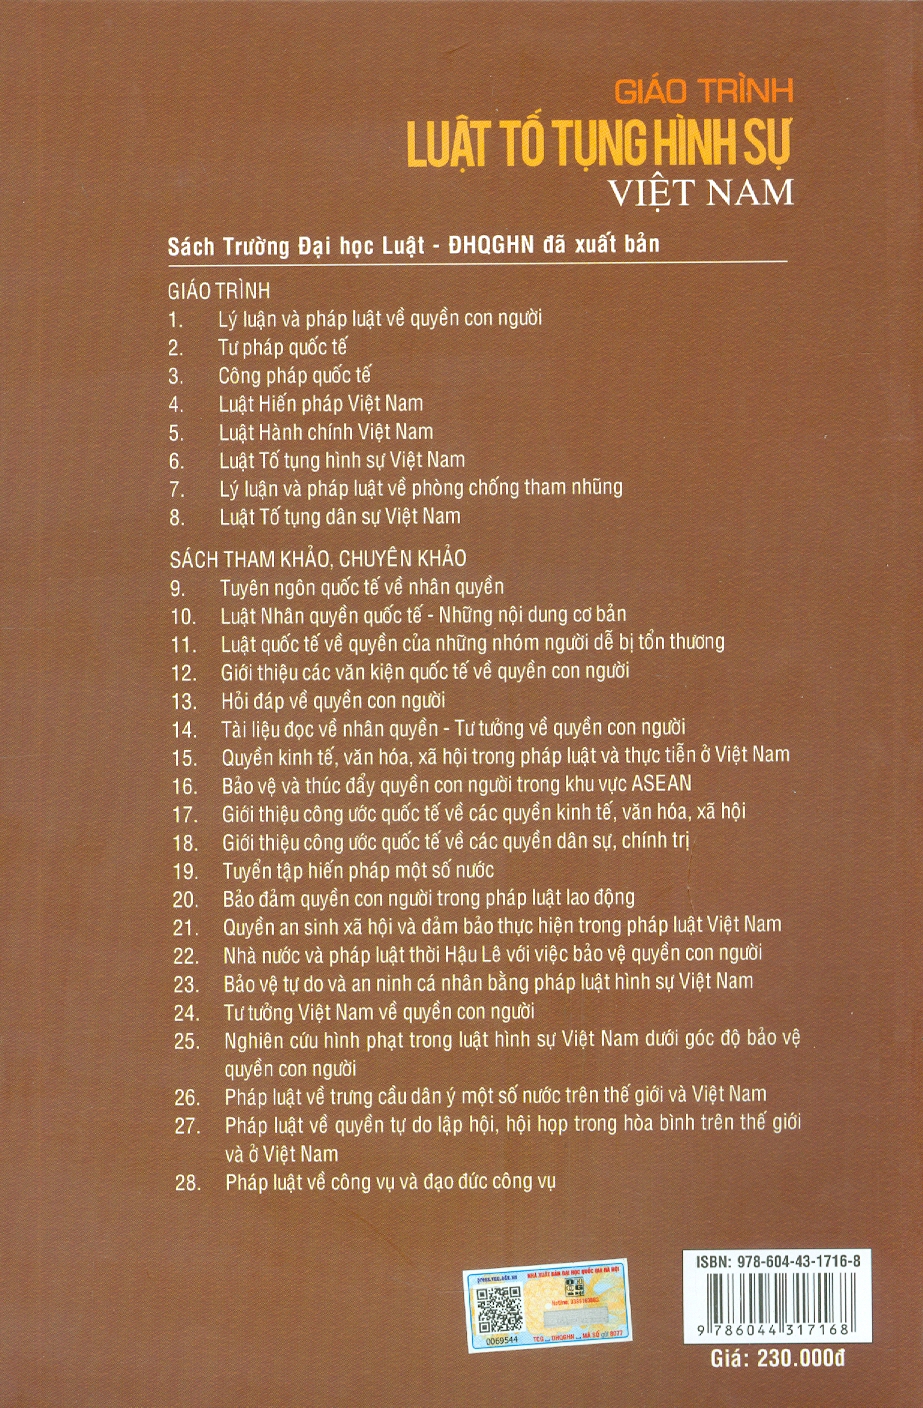 GIÁO TRÌNH
LUẬT TỐ TỤNG HÌNH SỰ
VIỆT NAM
Sách Trường Đại học Luật - ĐHQGHN đã xuất bản
GIÁO TRÌNH
1. Lý luận và pháp luật về quyền con người
2. Tư pháp quốc tế
3. Công pháp quốc tế
4. Luật Hiến pháp Việt Nam
5. Luật Hành chính Việt Nam
6. Luật Tố tụng hình sự Việt Nam
7. Lý luận và pháp luật về phòng chống tham nhũng
8. Luật Tố tụng dân sự Việt Nam
SÁCH THAM KHẢO, CHUYÊN KHẢO
9. Tuyên ngôn quốc tế về nhân quyền
10. Luật Nhân quyền quốc tế - Những nội dung cơ bản
11. Luật quốc tế về quyền của những nhóm người dễ bị tổn thương
12. Giới thiệu các văn kiện quốc tế về quyền con người
13. Hỏi đáp về quyền con người
14. Tài liệu đọc về nhân quyền - Tư tưởng về quyền con người
15. Quyền kinh tế, văn hóa, xã hội trong pháp luật và thực tiễn ở Việt Nam
16. Bảo vệ và thúc đẩy quyền con người trong khu vực ASEAN
17. Giới thiệu công ước quốc tế về các quyền kinh tế, văn hóa, xã hội
18. Giới thiệu công ước quốc tế về các quyền dân sự, chính trị
19. Tuyển tập hiến pháp một số nước
20. Bảo đảm quyền con người trong pháp luật lao động
21. Quyền an sinh xã hội và đảm bảo thực hiện trong pháp luật Việt Nam
22. Nhà nước và pháp luật thời Hậu Lê với việc bảo vệ quyền con người
23. Bảo vệ tự do và an ninh cá nhân bằng pháp luật hình sự Việt Nam
24. Tư tưởng Việt Nam về quyền con người
25. Nghiên cứu hình phạt trong luật hình sự Việt Nam dưới góc độ bảo vệ
quyền con người
26. Pháp luật về trưng cầu dân ý một số nước trên thế giới và Việt Nam
27. Pháp luật về quyền tự do lập hội, hội họp trong hòa bình trên thế giới
và ở Việt Nam
28. Pháp luật về công vụ và đạo đức công vụ
press.vnu.edu.vn
NHÀ XUẤT BẢN ĐẠI HỌC QUỐC GIA HÀ NỘI
0069544
ISBN: 978-604-43-1716-8
9 786044 317168
Giá: 230.000đ